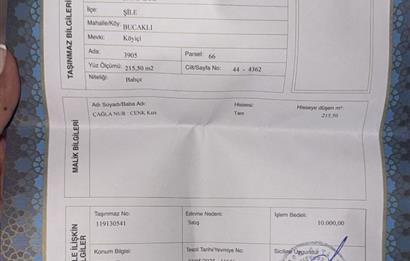 TAŞINMAZ BİLGİLERİ
İlçe: ŞİLE
Mahalle/Köy: BUCAKLI
Mevki: Köyiçi
Ada: 3905 Parsel: 66
Yüz Ölçümü: 215,50 m2 Cilt/Sayfa No: 44 - 4362
Niteliği: Bahçe
MALİK BİLGİLERİ
Adı Soyadı/Baba Adı: Hissesi: Hisseye düşen m²:
ÇAĞLA NUR : CENK Kızı Tam 215,50
Taşınmaz No: Edinme Nedeni: İşlem Bedeli:
119130541 Satış 10.000,00
Konum Bilgisi Tescil Tarihi/Yevmiye No Siciline Uygundur